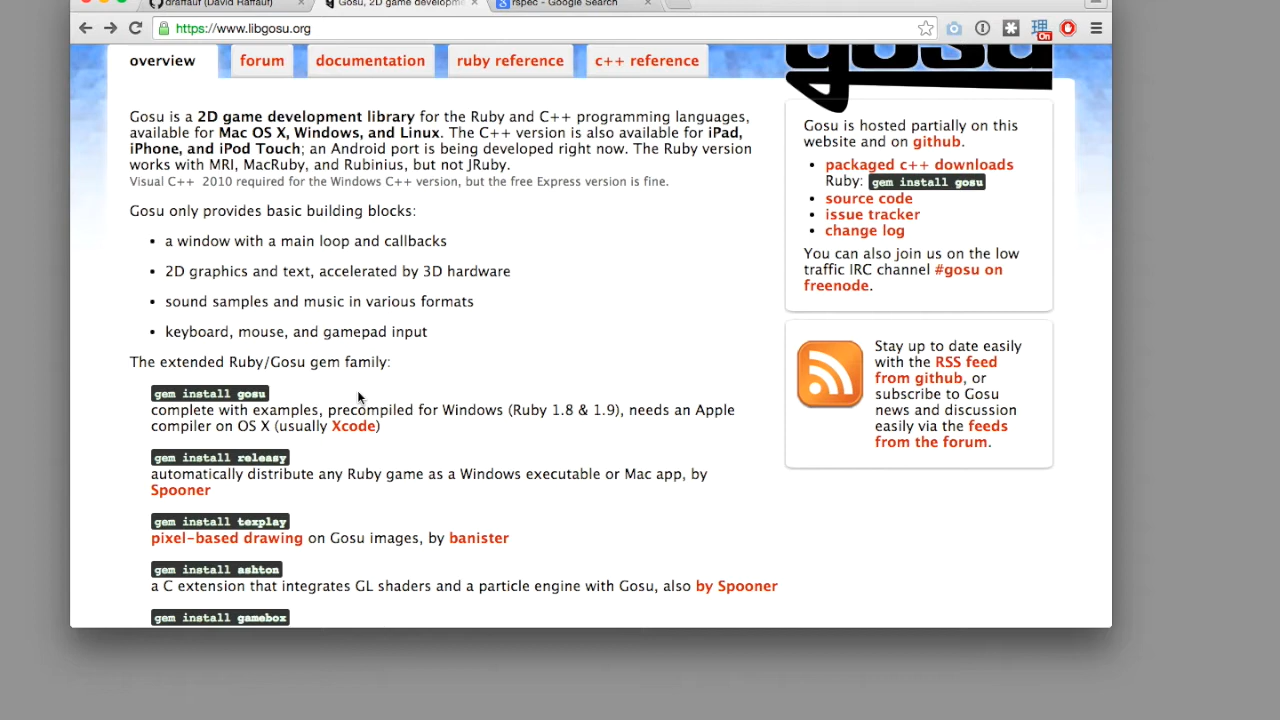 draffauf (David Raffauf)
Gosu, 2D game developme
rspec - Google Search
https://www.libgosu.org
On
overview
forum
documentation
ruby reference
c++ reference
gosu
Gosu is a 2D game development library for the Ruby and C++ programming languages,
available for Mac OS X, Windows, and Linux. The C++ version is also available for iPad,
iPhone, and iPod Touch; an Android port is being developed right now. The Ruby version
works with MRI, MacRuby, and Rubinius, but not JRuby.
Visual C++ 2010 required for the Windows C++ version, but the free Express version is fine.
Gosu only provides basic building blocks:
• a window with a main loop and callbacks
• 2D graphics and text, accelerated by 3D hardware
• sound samples and music in various formats
• keyboard, mouse, and gamepad input
The extended Ruby/Gosu gem family:
gem install gosu
complete with examples, precompiled for Windows (Ruby 1.8 & 1.9), needs an Apple
compiler on OS X (usually Xcode)
gem install releasy
automatically distribute any Ruby game as a Windows executable or Mac app, by
Spooner
gem install texplay
pixel-based drawing on Gosu images, by banister
gem install ashton
a C extension that integrates GL shaders and a particle engine with Gosu, also by Spooner
gem install gamebox
Gosu is hosted partially on this
website and on github.
• packaged c++ downloads
Ruby: gem install gosu
• source code
• issue tracker
• change log
You can also join us on the low
traffic IRC channel #gosu on
freenode.
Stay up to date easily
with the RSS feed
from github, or
subscribe to Gosu
news and discussion
easily via the feeds
from the forum.